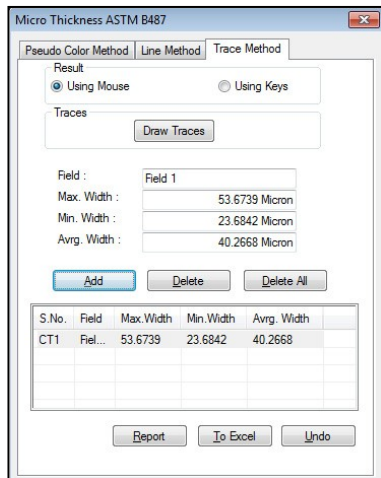 Micro Thickness ASTM B487
Pseudo Color Method Line Method Trace Method
Result
Using Mouse Using Keys
Traces
Draw Traces
Field : Field 1
Max. Width : 53.6739 Micron
Min. Width : 23.6842 Micron
Avrg. Width : 40.2668 Micron
Add Delete Delete All
S.No. Field Max.Width Min.Width Avrg. Width
CT1 Fiel... 53.6739 23.6842 40.2668
Report To Excel Undo